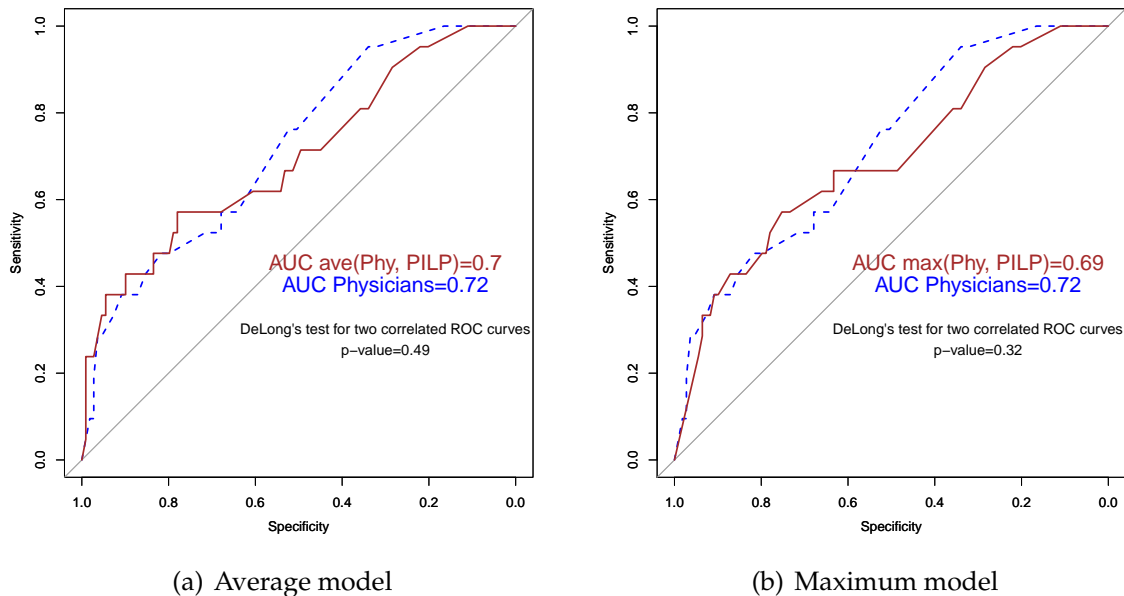 1.0
0.8
0.6
0.4
0.2
0.0
Sensitivity
AUC ave(Phy, PILP)=0.7
AUC Physicians=0.72
DeLong's test for two correlated ROC curves
p−value=0.49
1.0 0.8 0.6 0.4 0.2 0.0
Specificity
(a) Average model
1.0
0.8
0.6
0.4
0.2
0.0
Sensitivity
AUC max(Phy, PILP)=0.69
AUC Physicians=0.72
DeLong's test for two correlated ROC curves
p−value=0.32
1.0 0.8 0.6 0.4 0.2 0.0
Specificity
(b) Maximum model